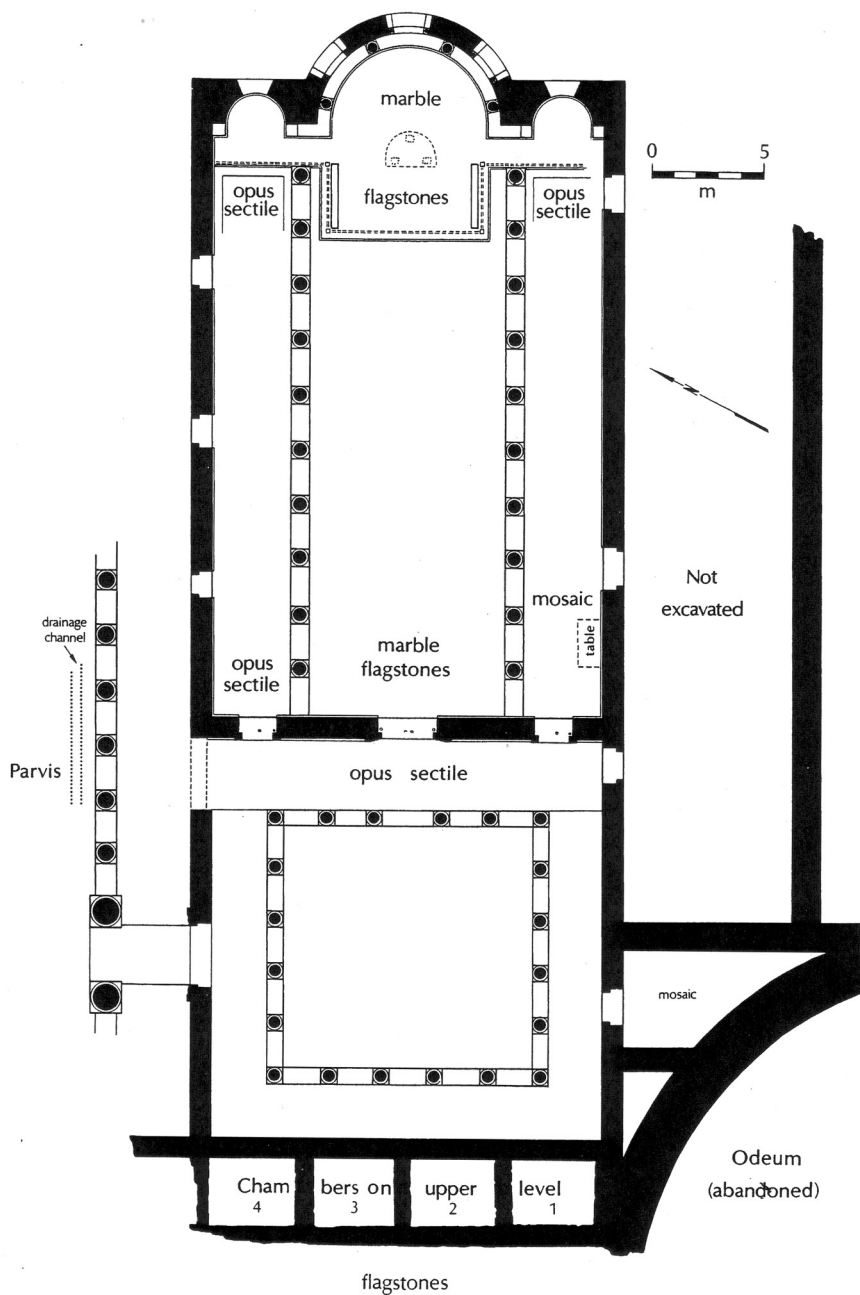 marble
0 5
m
opus
sectile
flagstones
opus
sectile
N
Not
excavated
mosaic
table
drainage
channel
opus
sectile
marble
flagstones
Parvis
opus sectile
mosaic
Cham bers on upper level
4 3 2 1
Odeum
(abandoned)
flagstones